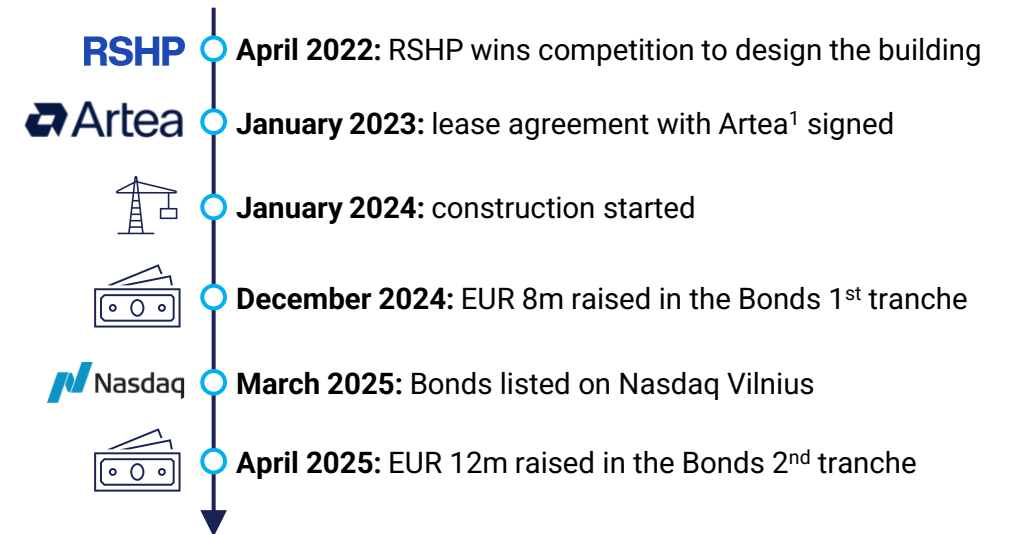 RSHP April 2022: RSHP wins competition to design the building
Artea January 2023: lease agreement with Artea¹ signed
January 2024: construction started
December 2024: EUR 8m raised in the Bonds 1st tranche
Nasdaq March 2025: Bonds listed on Nasdaq Vilnius
April 2025: EUR 12m raised in the Bonds 2nd tranche